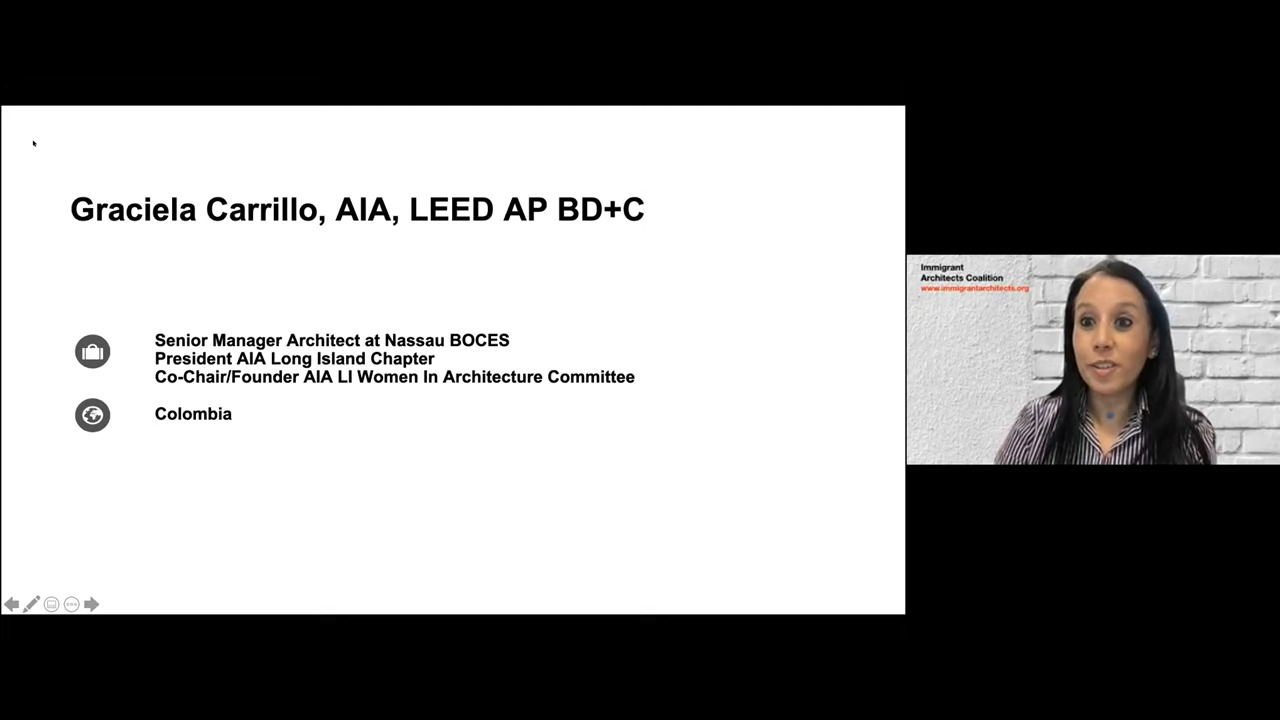 Graciela Carrillo, AIA, LEED AP BD+C
Senior Manager Architect at Nassau BOCES
President AIA Long Island Chapter
Co-Chair/Founder AIA LI Women In Architecture Committee
Colombia
Immigrant
Architects Coalition
www.immigrantarchitects.org